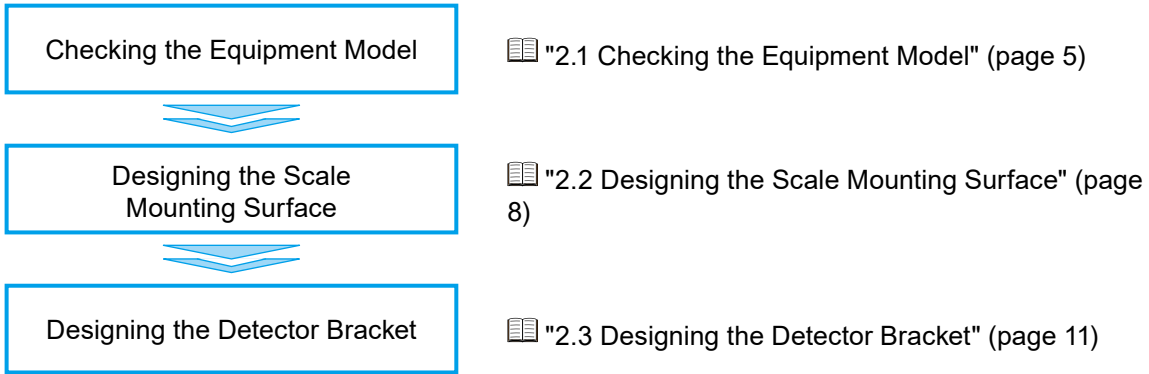 Checking the Equipment Model
"2.1 Checking the Equipment Model" (page 5)
Designing the Scale
Mounting Surface
"2.2 Designing the Scale Mounting Surface" (page
8)
Designing the Detector Bracket
"2.3 Designing the Detector Bracket" (page 11)